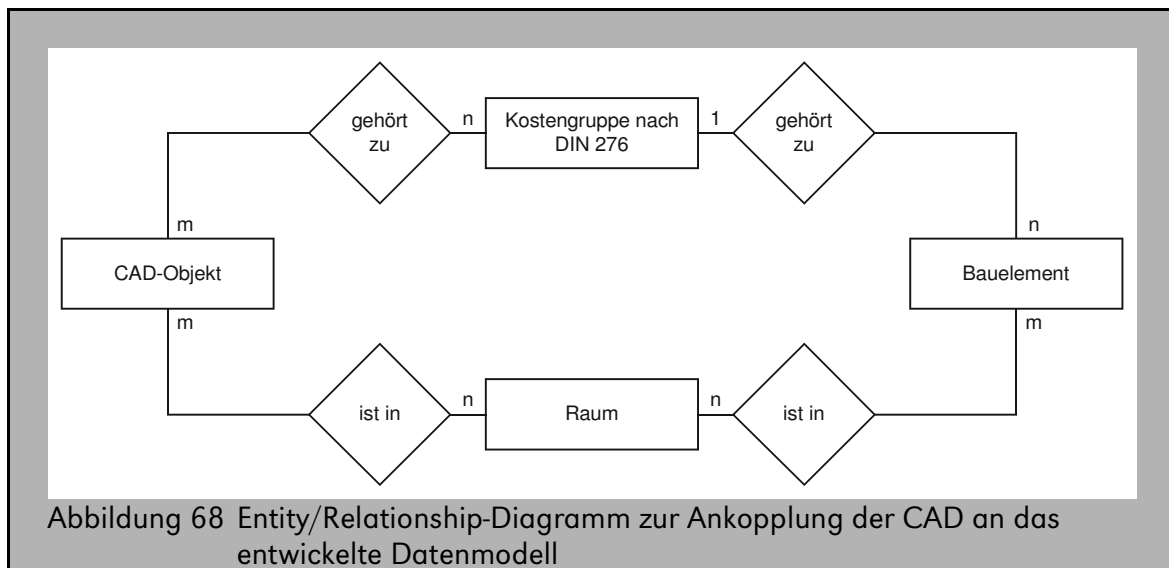 gehört
zu
n
Kostengruppe nach
DIN 276
1
gehört
zu
m
n
CAD-Objekt
Bauelement
m
m
ist in
n
Raum
n
ist in
Abbildung 68 Entity/Relationship-Diagramm zur Ankopplung der CAD an das
entwickelte Datenmodell